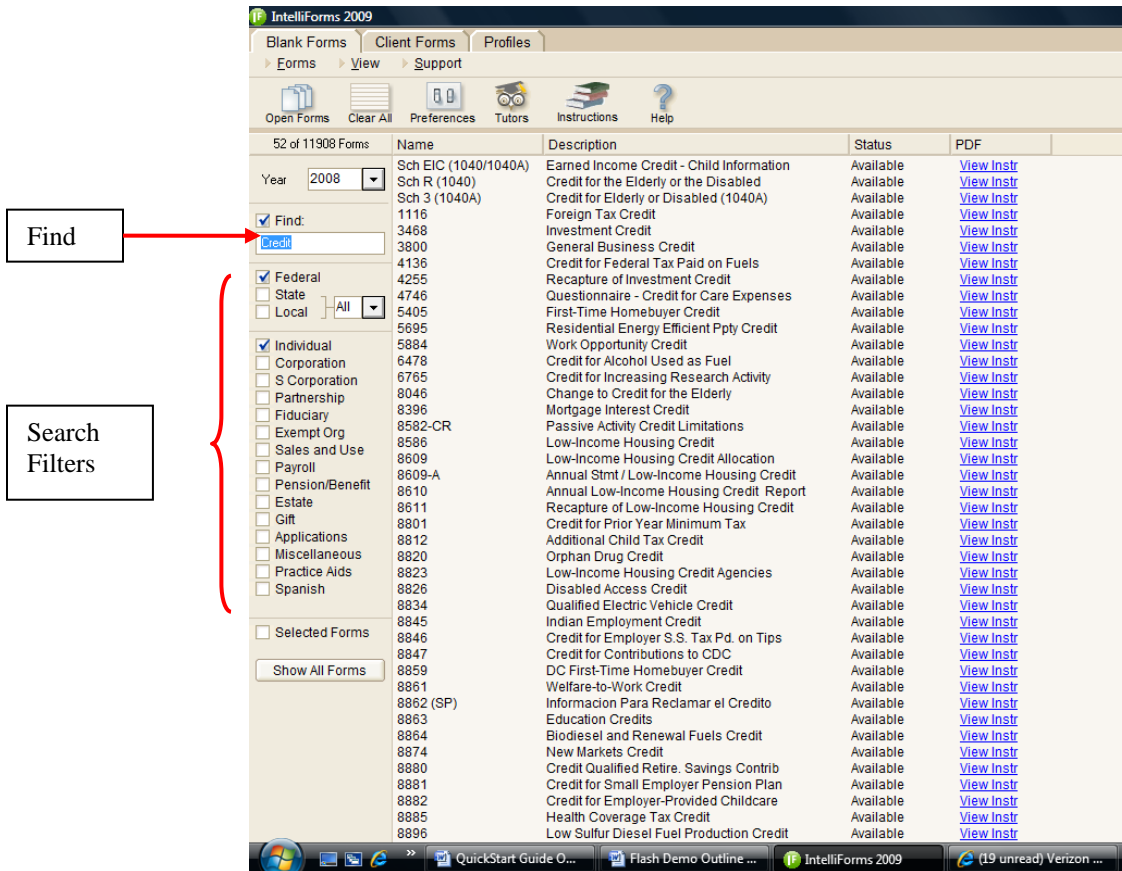 IntelliForms 2009
Blank Forms Client Forms Profiles
Forms View Support
Open Forms Clear All Preferences Tutors Instructions Help
52 of 11908 Forms Name Description Status PDF
Year 2008
Find:
Credit
Federal
State
Local
All
Individual
Corporation
S Corporation
Partnership
Fiduciary
Exempt Org
Sales and Use
Payroll
Pension/Benefit
Estate
Gift
Applications
Miscellaneous
Practice Aids
Spanish
Selected Forms
Show All Forms
Find
Search
Filters
Sch EIC (1040/1040A) Earned Income Credit - Child Information Available View Instr
Sch R (1040) Credit for the Elderly or the Disabled Available View Instr
Sch 3 (1040A) Credit for Elderly or Disabled (1040A) Available View Instr
1116 Foreign Tax Credit Available View Instr
3468 Investment Credit Available View Instr
3800 General Business Credit Available View Instr
4136 Credit for Federal Tax Paid on Fuels Available View Instr
4255 Recapture of Investment Credit Available View Instr
4746 Questionnaire - Credit for Care Expenses Available View Instr
5405 First-Time Homebuyer Credit Available View Instr
5695 Residential Energy Efficient Ppty Credit Available View Instr
5884 Work Opportunity Credit Available View Instr
6478 Credit for Alcohol Used as Fuel Available View Instr
6765 Credit for Increasing Research Activity Available View Instr
8046 Change to Credit for the Elderly Available View Instr
8396 Mortgage Interest Credit Available View Instr
8582-CR Passive Activity Credit Limitations Available View Instr
8586 Low-Income Housing Credit Available View Instr
8609 Low-Income Housing Credit Allocation Available View Instr
8609-A Annual Stmt / Low-Income Housing Credit Available View Instr
8610 Annual Low-Income Housing Credit Report Available View Instr
8611 Recapture of Low-Income Housing Credit Available View Instr
8801 Credit for Prior Year Minimum Tax Available View Instr
8812 Additional Child Tax Credit Available View Instr
8820 Orphan Drug Credit Available View Instr
8823 Low-Income Housing Credit Agencies Available View Instr
8826 Disabled Access Credit Available View Instr
8834 Qualified Electric Vehicle Credit Available View Instr
8845 Indian Employment Credit Available View Instr
8846 Credit for Employer S.S. Tax Pd. on Tips Available View Instr
8847 Credit for Contributions to CDC Available View Instr
8859 DC First-Time Homebuyer Credit Available View Instr
8861 Welfare-to-Work Credit Available View Instr
8862 (SP) Informacion Para Reclamar el Credito Available View Instr
8863 Education Credits Available View Instr
8864 Biodiesel and Renewal Fuels Credit Available View Instr
8874 New Markets Credit Available View Instr
8880 Credit Qualified Retire. Savings Contrib Available View Instr
8881 Credit for Small Employer Pension Plan Available View Instr
8882 Credit for Employer-Provided Childcare Available View Instr
8885 Health Coverage Tax Credit Available View Instr
8896 Low Sulfur Diesel Fuel Production Credit Available View Instr
» QuickStart Guide O... Flash Demo Outline ... IntelliForms 2009 (19 unread) Verizon ...